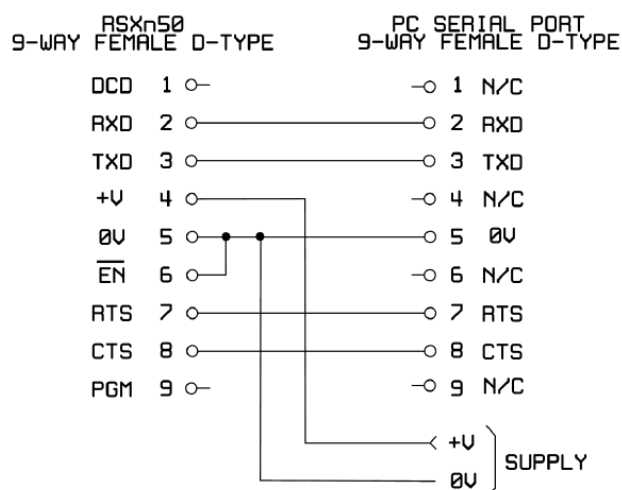 RSXn50
9-WAY FEMALE D-TYPE
PC SERIAL PORT
9-WAY FEMALE D-TYPE
DCD 1 1 N/C
RXD 2 2 RXD
TXD 3 3 TXD
+V 4 4 N/C
0V 5 5 0V
EN 6 6 N/C
RTS 7 7 RTS
CTS 8 8 CTS
PGM 9 9 N/C
+V
SUPPLY
0V